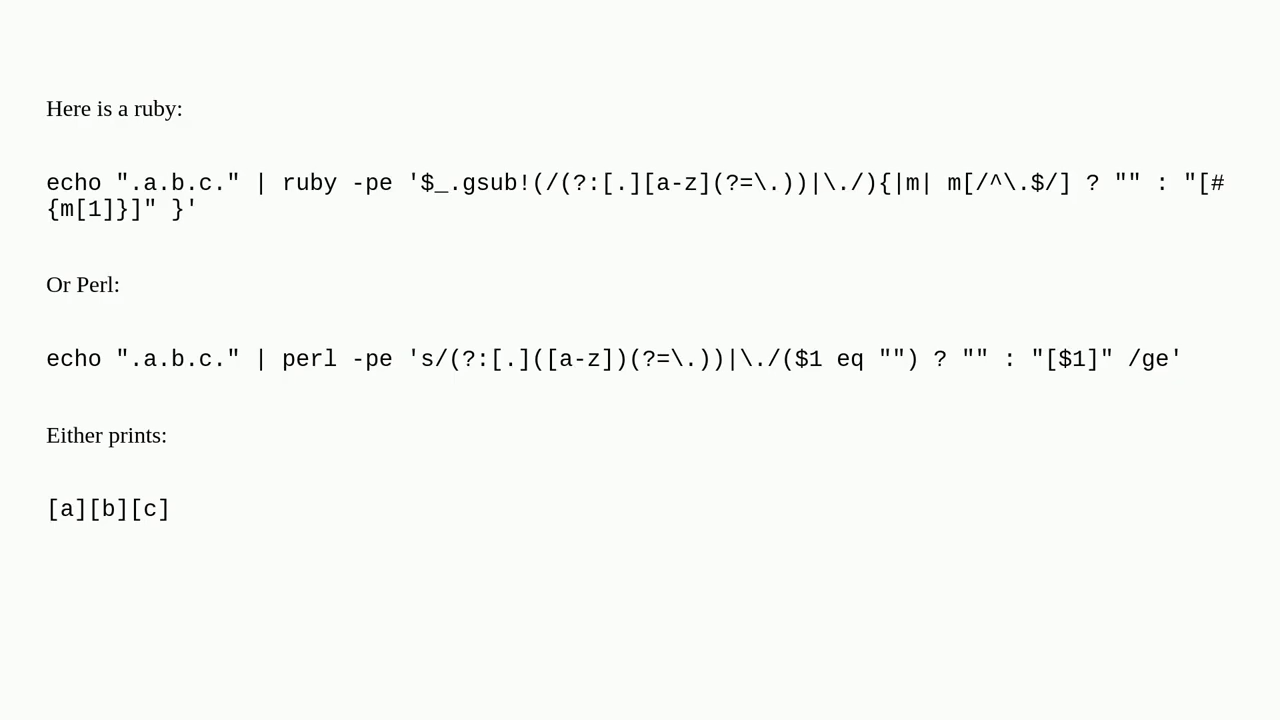 Here is a ruby:
echo ".a.b.c." | ruby -pe '$_.gsub!(/(?:[.][a-z](?=\.))|\./){|m| m[/^\.$/] ? "" : "[#
{m[1]}]" }'
Or Perl:
echo ".a.b.c." | perl -pe 's/(?:[.]([a-z])(?=\.))|\./($1 eq "") ? "" : "[$1]" /ge'
Either prints:
[a][b][c]